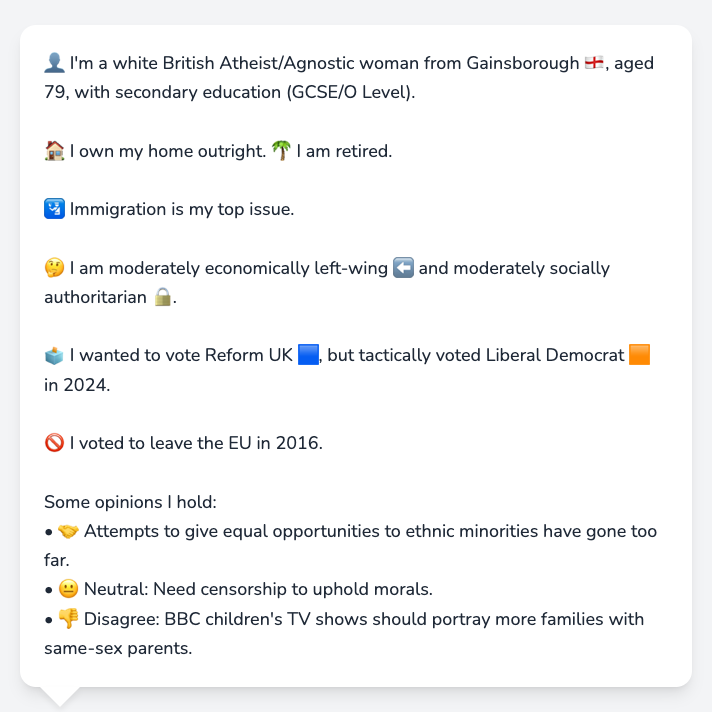 👤 I'm a white British Atheist/Agnostic woman from Gainsborough 🏴󠁧󠁢󠁥󠁮󠁧󠁿, aged
79, with secondary education (GCSE/O Level).
🏠 I own my home outright. 🌴 I am retired.
🛂 Immigration is my top issue.
🤔 I am moderately economically left-wing ⬅️ and moderately socially
authoritarian 🔒.
🗳️ I wanted to vote Reform UK 🟦, but tactically voted Liberal Democrat 🟧
in 2024.
🚫 I voted to leave the EU in 2016.
Some opinions I hold:
• 🤝 Attempts to give equal opportunities to ethnic minorities have gone too
far.
• 😐 Neutral: Need censorship to uphold morals.
• 👎 Disagree: BBC children's TV shows should portray more families with
same-sex parents.